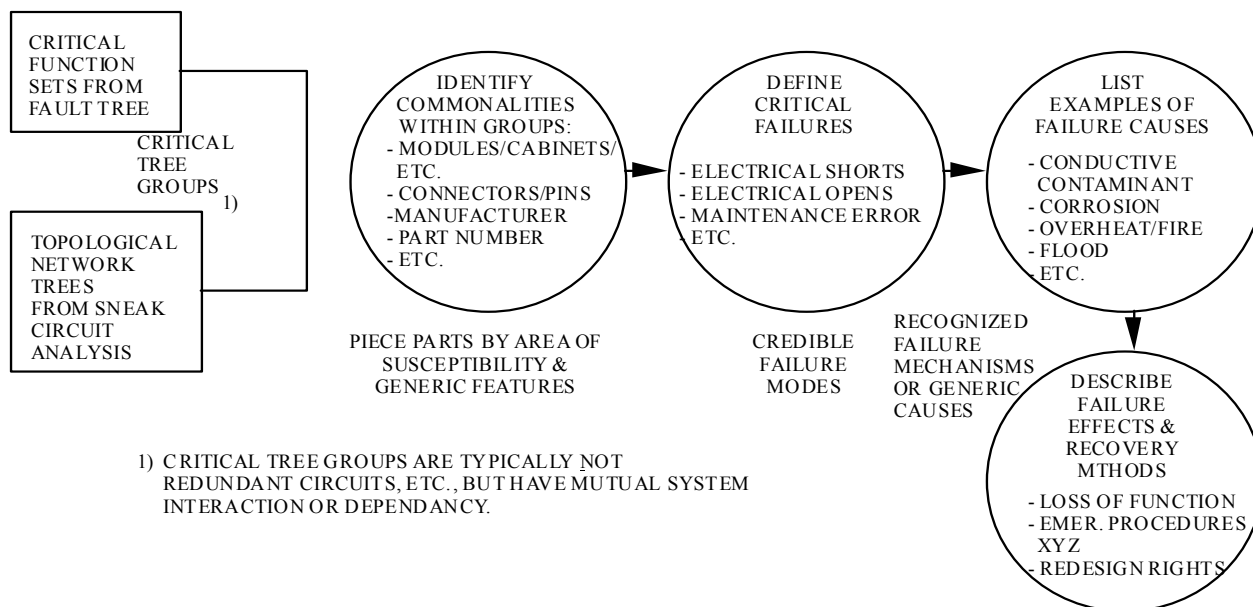 CRITICAL
FUNCTION
SETS FROM
FAULT TREE
CRITICAL
TREE
GROUPS
1)
TOPOLOGICAL
NETWORK
TREES
FROM SNEAK
CIRCUIT
ANALYSIS
IDENTIFY
COMMONALITIES
WITHIN GROUPS:
- MODULES/CABINETS/
ETC.
- CONNECTORS/PINS
-MANUFACTURER
- PART NUMBER
- ETC.
PIECE PARTS BY AREA OF
SUSCEPTIBILITY &
GENERIC FEATURES
DEFINE
CRITICAL
FAILURES
- ELECTRICAL SHORTS
- ELECTRICAL OPENS
- MAINTENANCE ERROR
- ETC.
CREDIBLE
FAILURE
MODES
LIST
EXAMPLES OF
FAILURE CAUSES
- CONDUCTIVE
CONTAMINANT
- CORROSION
- OVERHEAT/FIRE
- FLOOD
- ETC.
RECOGNIZED
FAILURE
MECHANISMS
OR GENERIC
CAUSES
DESCRIBE
FAILURE
EFFECTS &
RECOVERY
MTHODS
- LOSS OF FUNCTION
- EMER. PROCEDURES
XYZ
- REDESIGN RIGHTS
1) CRITICAL TREE GROUPS ARE TYPICALLY NOT
REDUNDANT CIRCUITS, ETC., BUT HAVE MUTUAL SYSTEM
INTERACTION OR DEPENDANCY.